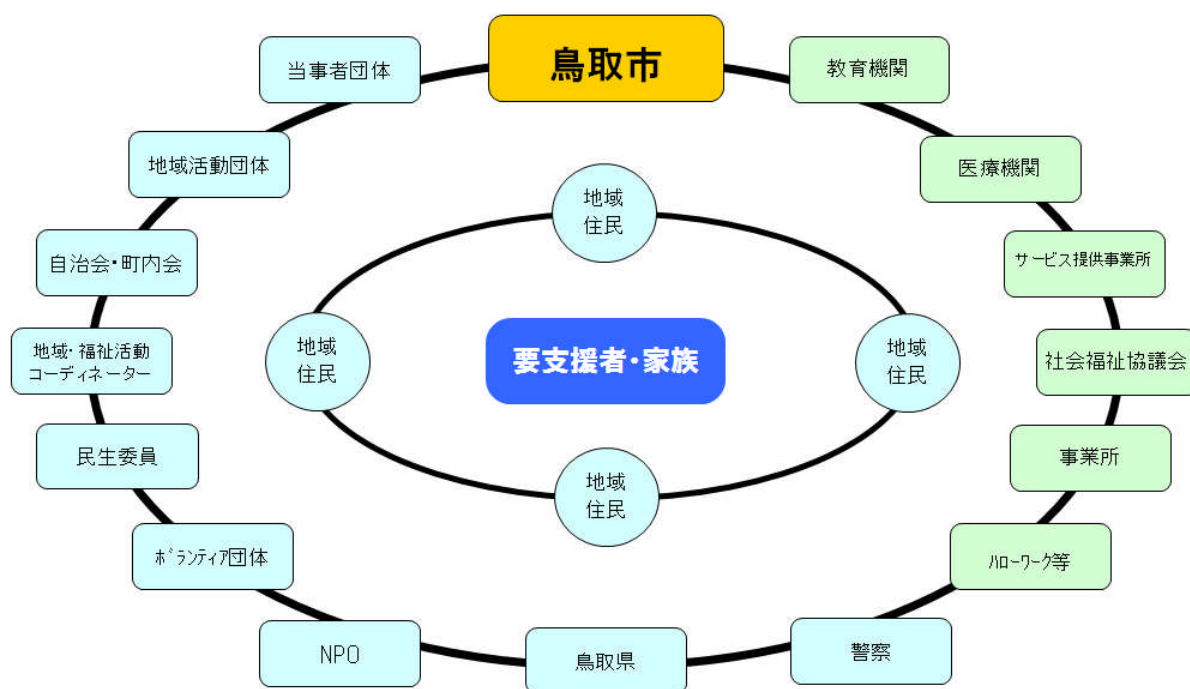 鳥取市
当事者団体
教育機関
地域活動団体
医療機関
地域
住民
自治会・町内会
サービス提供事業所
地域・福祉活動
コーディネーター
地域
住民
要支援者・家族
地域
住民
社会福祉協議会
民生委員
事業所
地域
住民
ボランティア団体
ハローワーク等
NPO
鳥取県
警察